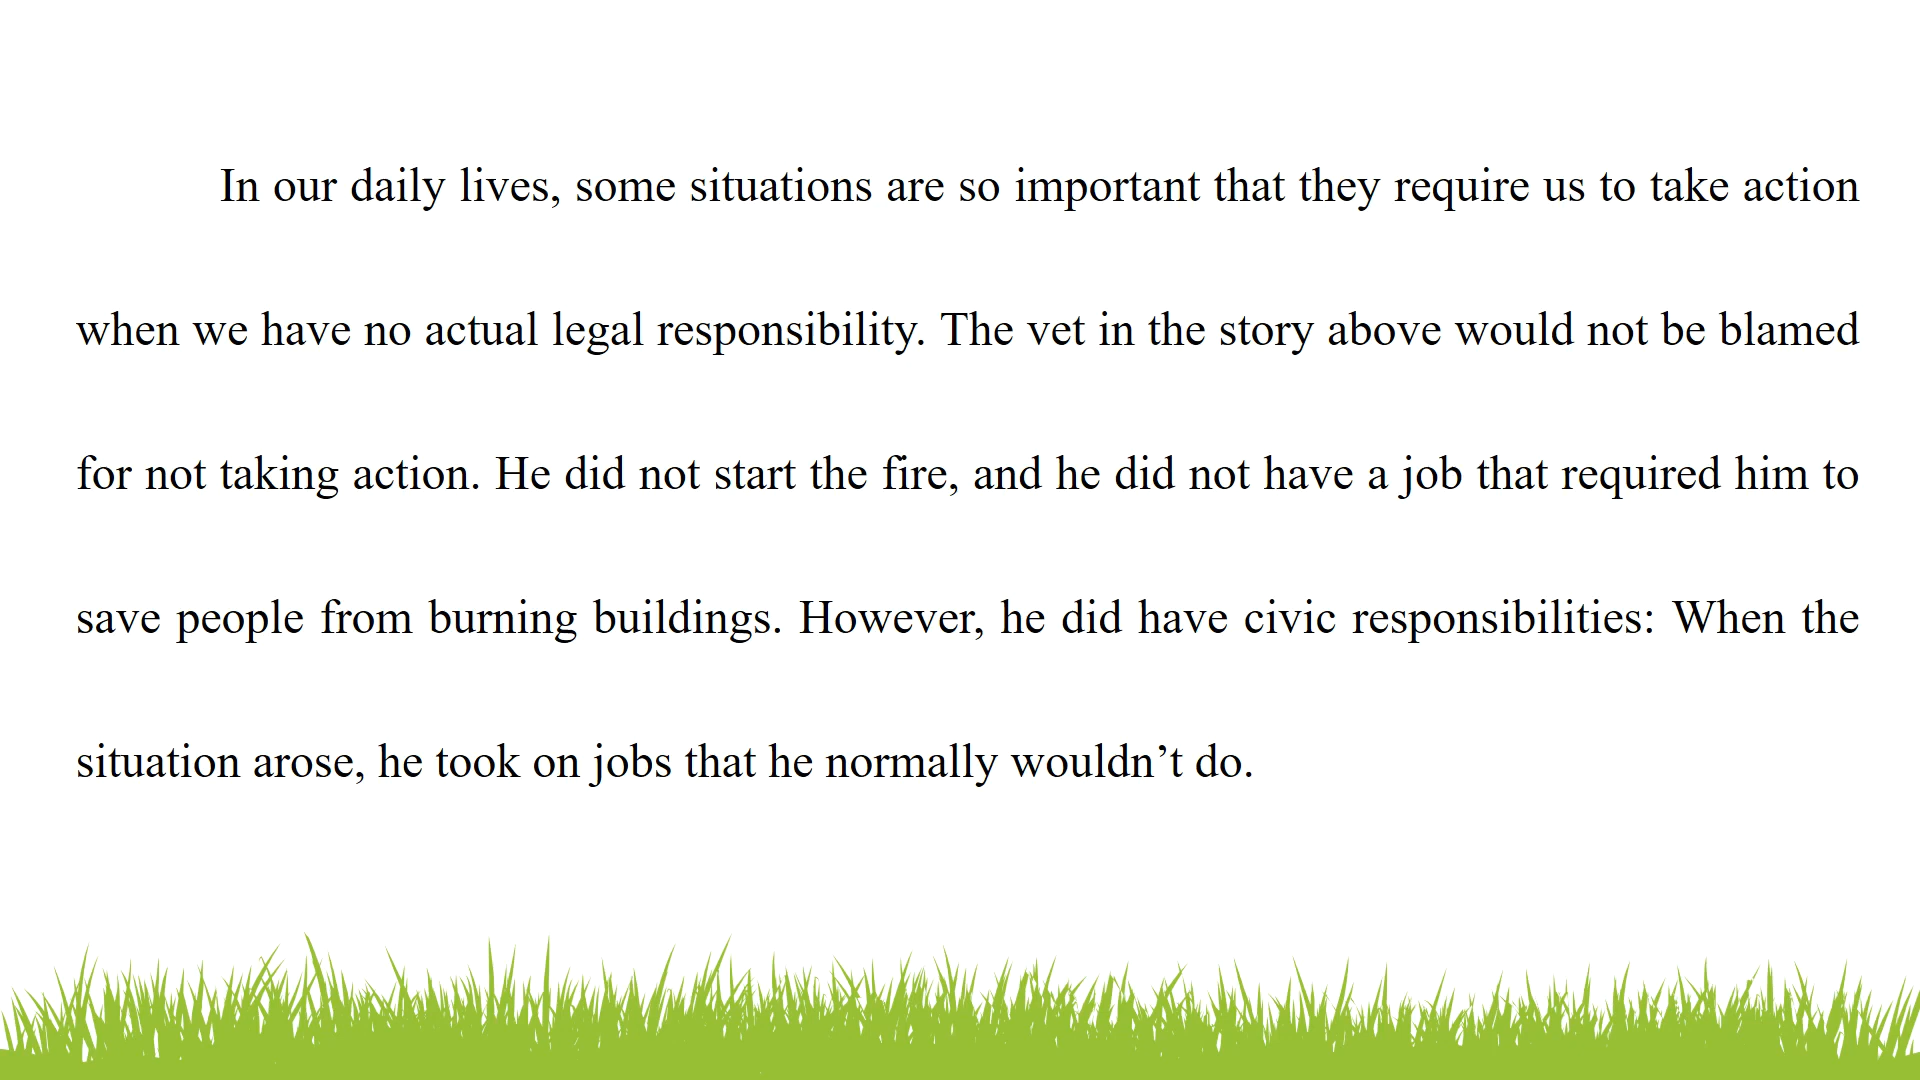 In our daily lives, some situations are so important that they require us to take action
when we have no actual legal responsibility. The vet in the story above would not be blamed
for not taking action. He did not start the fire, and he did not have a job that required him to
save people from burning buildings. However, he did have civic responsibilities: When the
situation arose, he took on jobs that he normally wouldn’t do.